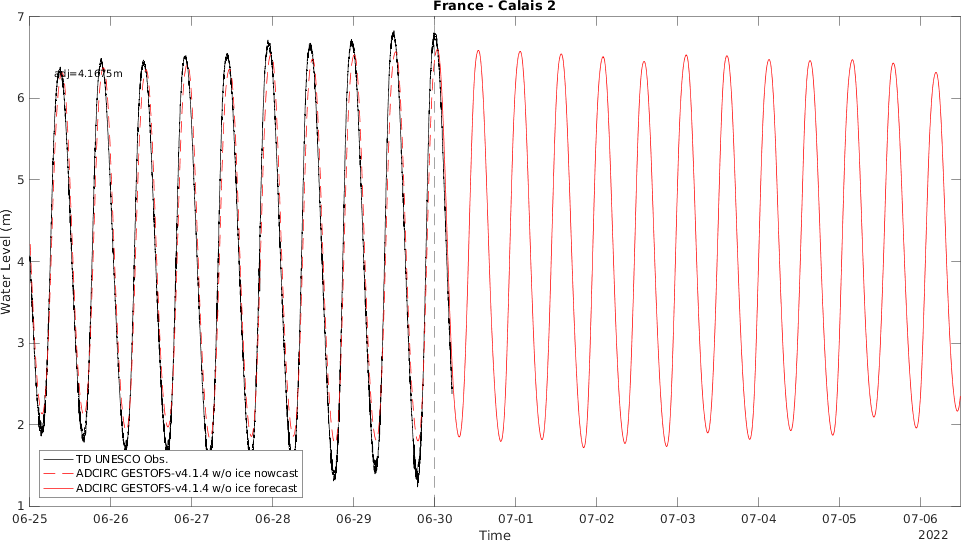 France - Calais 2
7
adj=4.1675m
6
5
4
3
2
1
Water Level (m)
TD UNESCO Obs.
ADCIRC GESTOFS-v4.1.4 w/o ice nowcast
ADCIRC GESTOFS-v4.1.4 w/o ice forecast
06-25 06-26 06-27 06-28 06-29 06-30 07-01 07-02 07-03 07-04 07-05 07-06
Time
2022